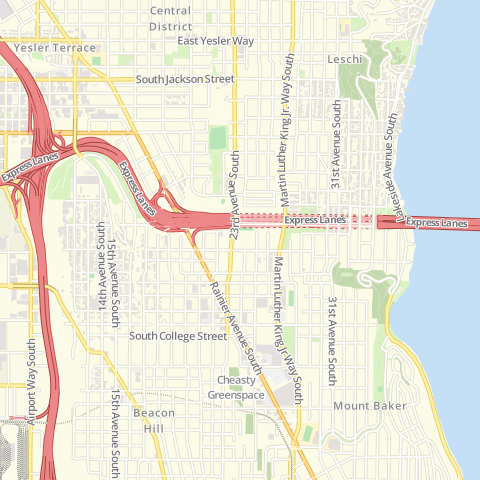 Central
District
East Yesler Way
Yesler Terrace
Leschi
South Jackson Street
Martin Luther King Jr. Way South
31st Avenue South
Lakeside Avenue South
Express Lanes
Express Lanes
23rd Avenue South
Express Lanes
Express Lanes
14th Avenue South
15th Avenue South
Martin Luther King Jr Way South
Rainier Avenue South
31st Avenue South
South College Street
Airport Way South
Cheasty
Greenspace
15th Avenue South
Beacon
Hill
Mount Baker